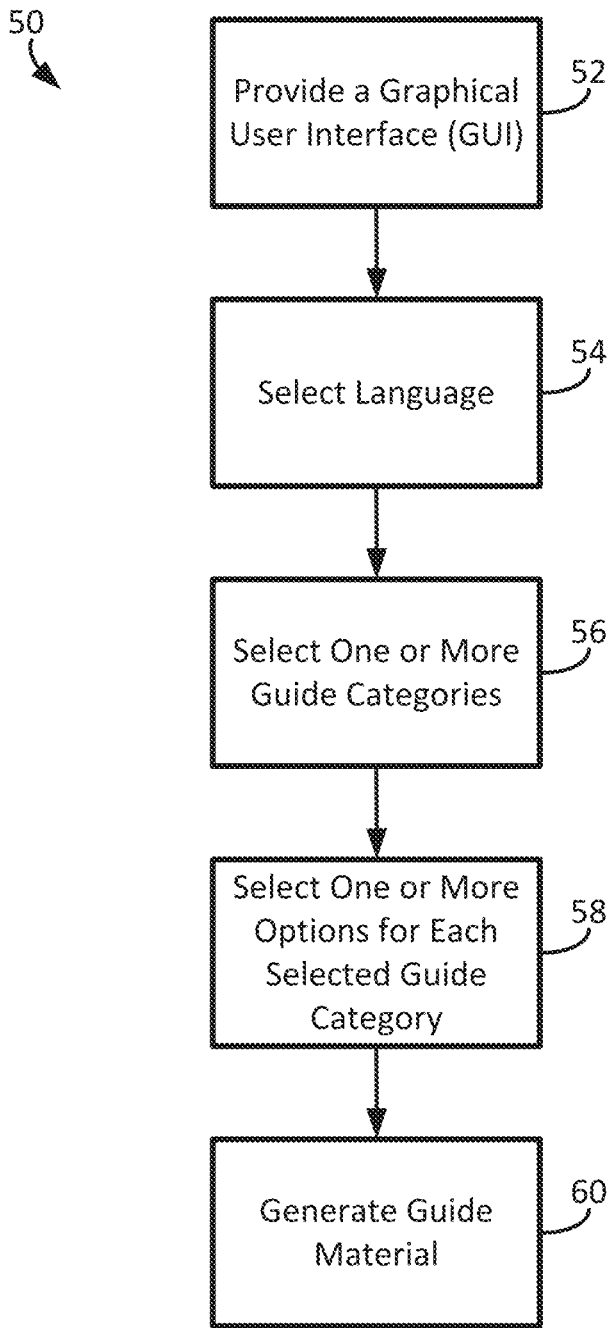 50
52
Provide a Graphical
User Interface (GUI)
54
Select Language
56
Select One or More
Guide Categories
58
Select One or More
Options for Each
Selected Guide
Category
60
Generate Guide
Material